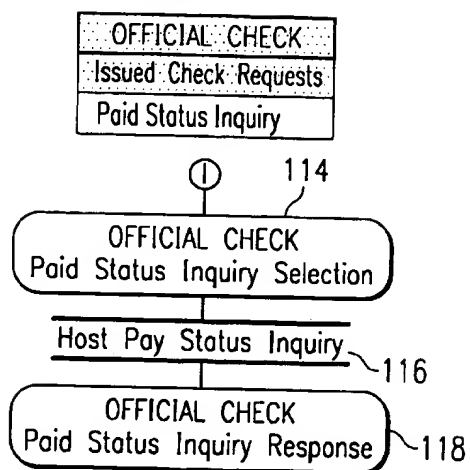 OFFICIAL CHECK
Issued Check Requests
Paid Status Inquiry
I
114
OFFICIAL CHECK
Paid Status Inquiry Selection
Host Pay Status Inquiry
116
OFFICIAL CHECK
Paid Status Inquiry Response
118